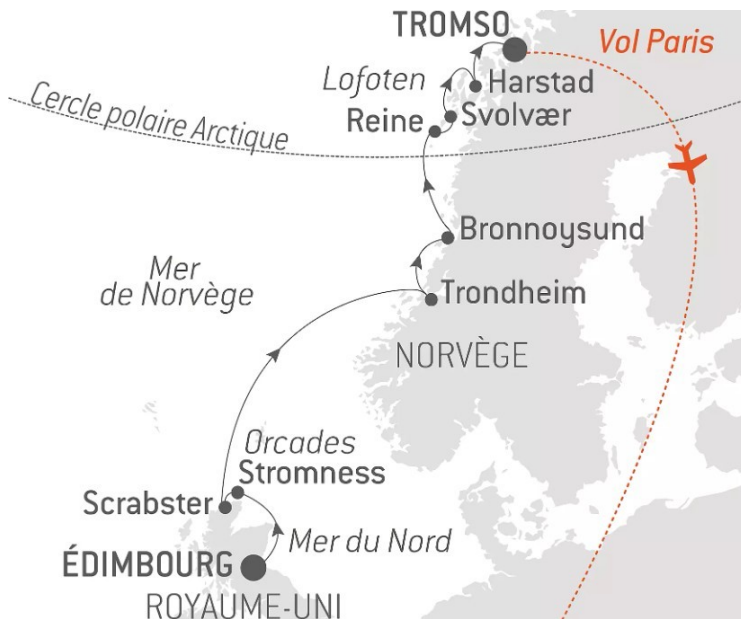 TROMSO
Vol Paris
Lofoten
Harstad
Cercle polaire Arctique
Reine
Svolvær
Bronnoysund
Mer
de Norvège
Trondheim
NORVÈGE
Orcades
Stromness
Scrabster
Mer du Nord
ÉDIMBOURG
ROYAUME-UNI